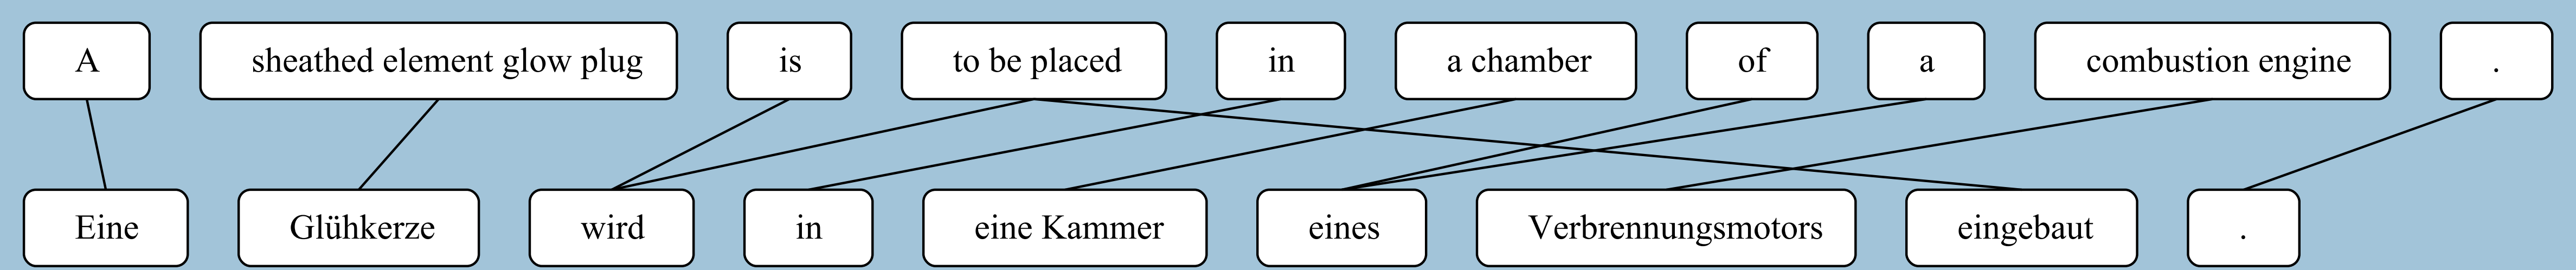 A sheathed element glow plug is to be placed in a chamber of a combustion engine .
Eine Glühkerze wird in eine Kammer eines Verbrennungsmotors eingebaut .